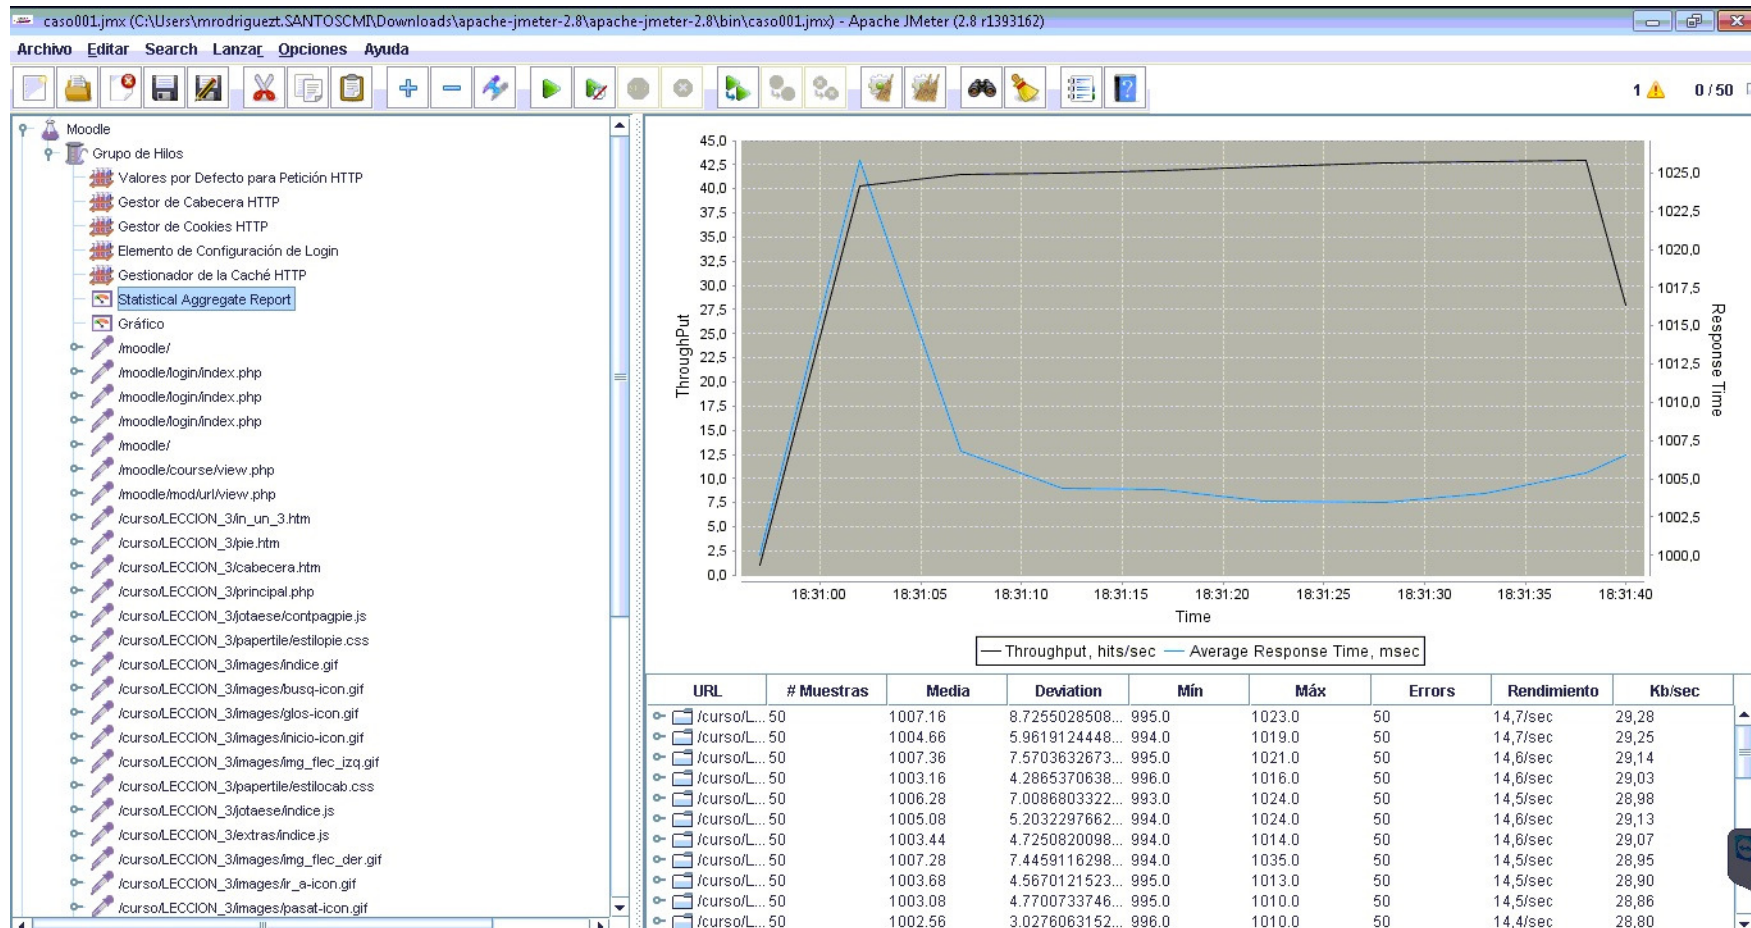 caso001.jmx (C:\Users\mrodriguezt.SANTOSCMI\Downloads\apache-jmeter-2.8\apache-jmeter-2.8\bin\caso001.jmx) - Apache JMeter (2.8 r1393162)
Archivo Editar Search Lanzar Opciones Ayuda
1 0 / 50
Moodle
Grupo de Hilos
Valores por Defecto para Petición HTTP
Gestor de Cabecera HTTP
Gestor de Cookies HTTP
Elemento de Configuración de Login
Gestionador de la Caché HTTP
Statistical Aggregate Report
Gráfico
/moodle/
/moodle/login/index.php
/moodle/login/index.php
/moodle/login/index.php
/moodle/
/moodle/course/view.php
/moodle/mod/url/view.php
/curso/LECCION_3/in_un_3.htm
/curso/LECCION_3/pie.htm
/curso/LECCION_3/cabecera.htm
/curso/LECCION_3/principal.php
/curso/LECCION_3/jotaese/contpagpie.js
/curso/LECCION_3/papertile/estilopie.css
/curso/LECCION_3/images/indice.gif
/curso/LECCION_3/images/busq-icon.gif
/curso/LECCION_3/images/glos-icon.gif
/curso/LECCION_3/images/inicio-icon.gif
/curso/LECCION_3/images/img_flec_izq.gif
/curso/LECCION_3/papertile/estilocab.css
/curso/LECCION_3/jotaese/indice.js
/curso/LECCION_3/extras/indice.js
/curso/LECCION_3/images/img_flec_der.gif
/curso/LECCION_3/images/ir_a-icon.gif
/curso/LECCION_3/images/pasat-icon.gif
ThroughPut
45,0
42,5
40,0
37,5
35,0
32,5
30,0
27,5
25,0
22,5
20,0
17,5
15,0
12,5
10,0
7,5
5,0
2,5
0,0
1025,0
1022,5
1020,0
1017,5
1015,0
1012,5
1010,0
1007,5
1005,0
1002,5
1000,0
Response Time
18:31:00 18:31:05 18:31:10 18:31:15 18:31:20 18:31:25 18:31:30 18:31:35 18:31:40
Time
Throughput, hits/sec Average Response Time, msec
URL # Muestras Media Deviation Mín Máx Errors Rendimiento Kb/sec
/curso/L... 50 1007.16 8.7255028508... 995.0 1023.0 50 14,7/sec 29,28
/curso/L... 50 1004.66 5.9619124448... 994.0 1019.0 50 14,7/sec 29,25
/curso/L... 50 1007.36 7.5703632673... 995.0 1021.0 50 14,6/sec 29,14
/curso/L... 50 1003.16 4.2865370638... 996.0 1016.0 50 14,6/sec 29,03
/curso/L... 50 1006.28 7.0086803322... 993.0 1024.0 50 14,5/sec 28,98
/curso/L... 50 1005.08 5.2032297662... 994.0 1024.0 50 14,6/sec 29,13
/curso/L... 50 1003.44 4.7250820098... 994.0 1014.0 50 14,6/sec 29,07
/curso/L... 50 1007.28 7.4459116298... 994.0 1035.0 50 14,5/sec 28,95
/curso/L... 50 1003.68 4.5670121523... 995.0 1013.0 50 14,5/sec 28,90
/curso/L... 50 1003.08 4.7700733746... 995.0 1010.0 50 14,5/sec 28,86
/curso/L... 50 1002.56 3.0276063152... 996.0 1010.0 50 14,4/sec 28,80